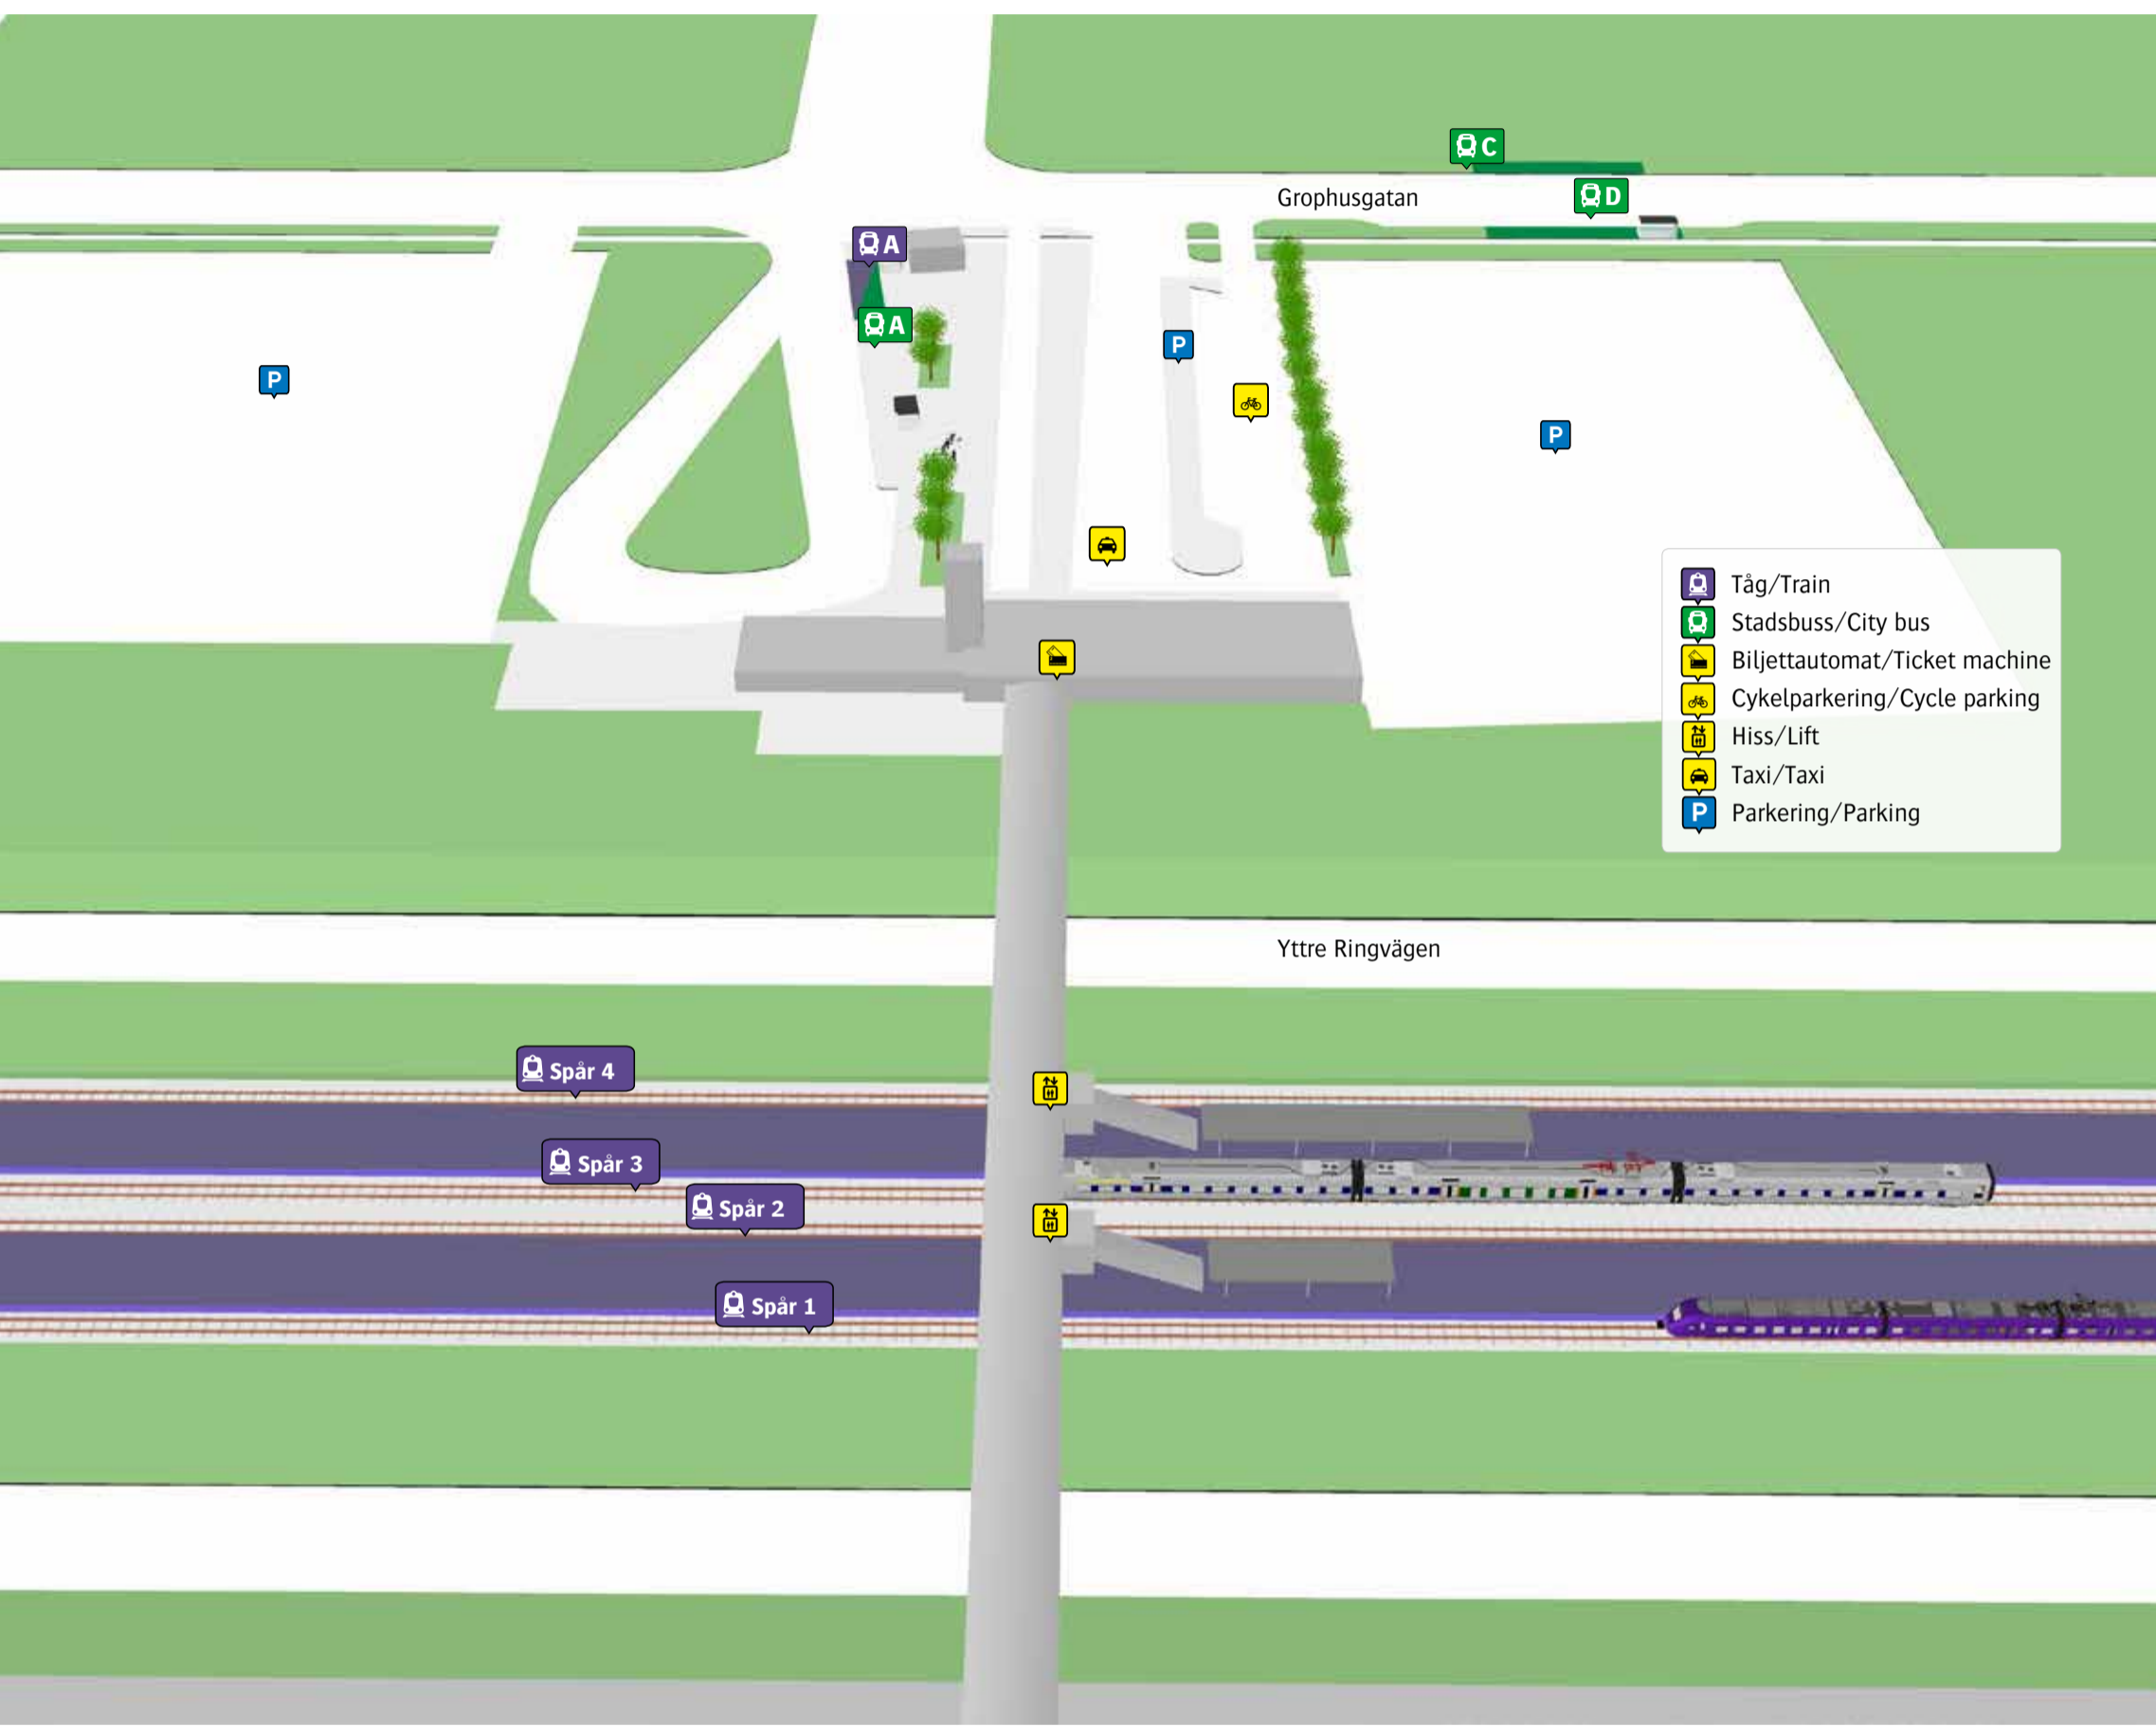 C
Grophusgatan
D
A
A
P
P
P
Tåg/Train
Stadsbuss/City bus
Biljettautomat/Ticket machine
Cykelparkering/Cycle parking
Hiss/Lift
Taxi/Taxi
P Parkering/Parking
Yttre Ringvägen
Spår 4
Spår 3
Spår 2
Spår 1